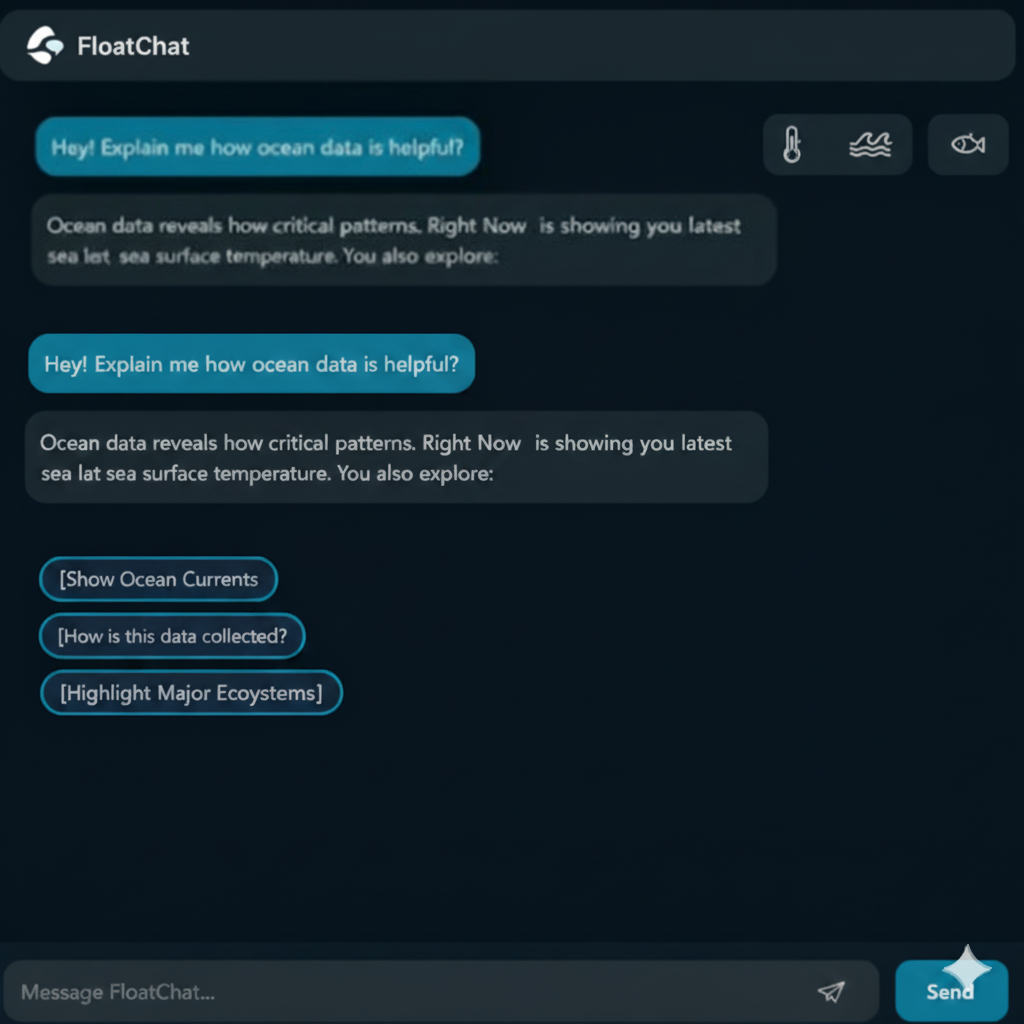 FloatChat
Hey! Explain me how ocean data is helpful?
Ocean data reveals how critical patterns. Right Now is showing you latest
sea sea surface temperature. You also explore:
Hey! Explain me how ocean data is helpful?
Ocean data reveals how critical patterns. Right Now is showing you latest
sea lat sea surface temperature. You also explore:
[Show Ocean Currents
[How is this data collected?
[Highlight Major Ecoystems]
Message FloatChat...
Send